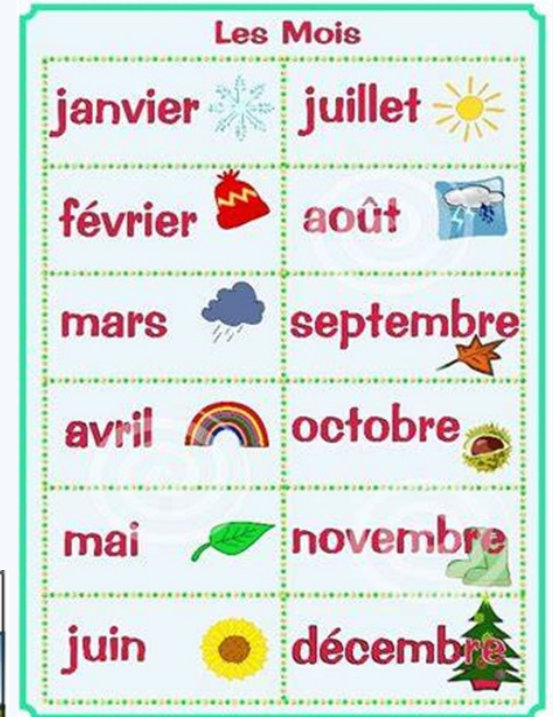 Les Mois
janvier
juillet
février
août
mars
septembre
avril
octobre
mai
novembre
juin
décembre